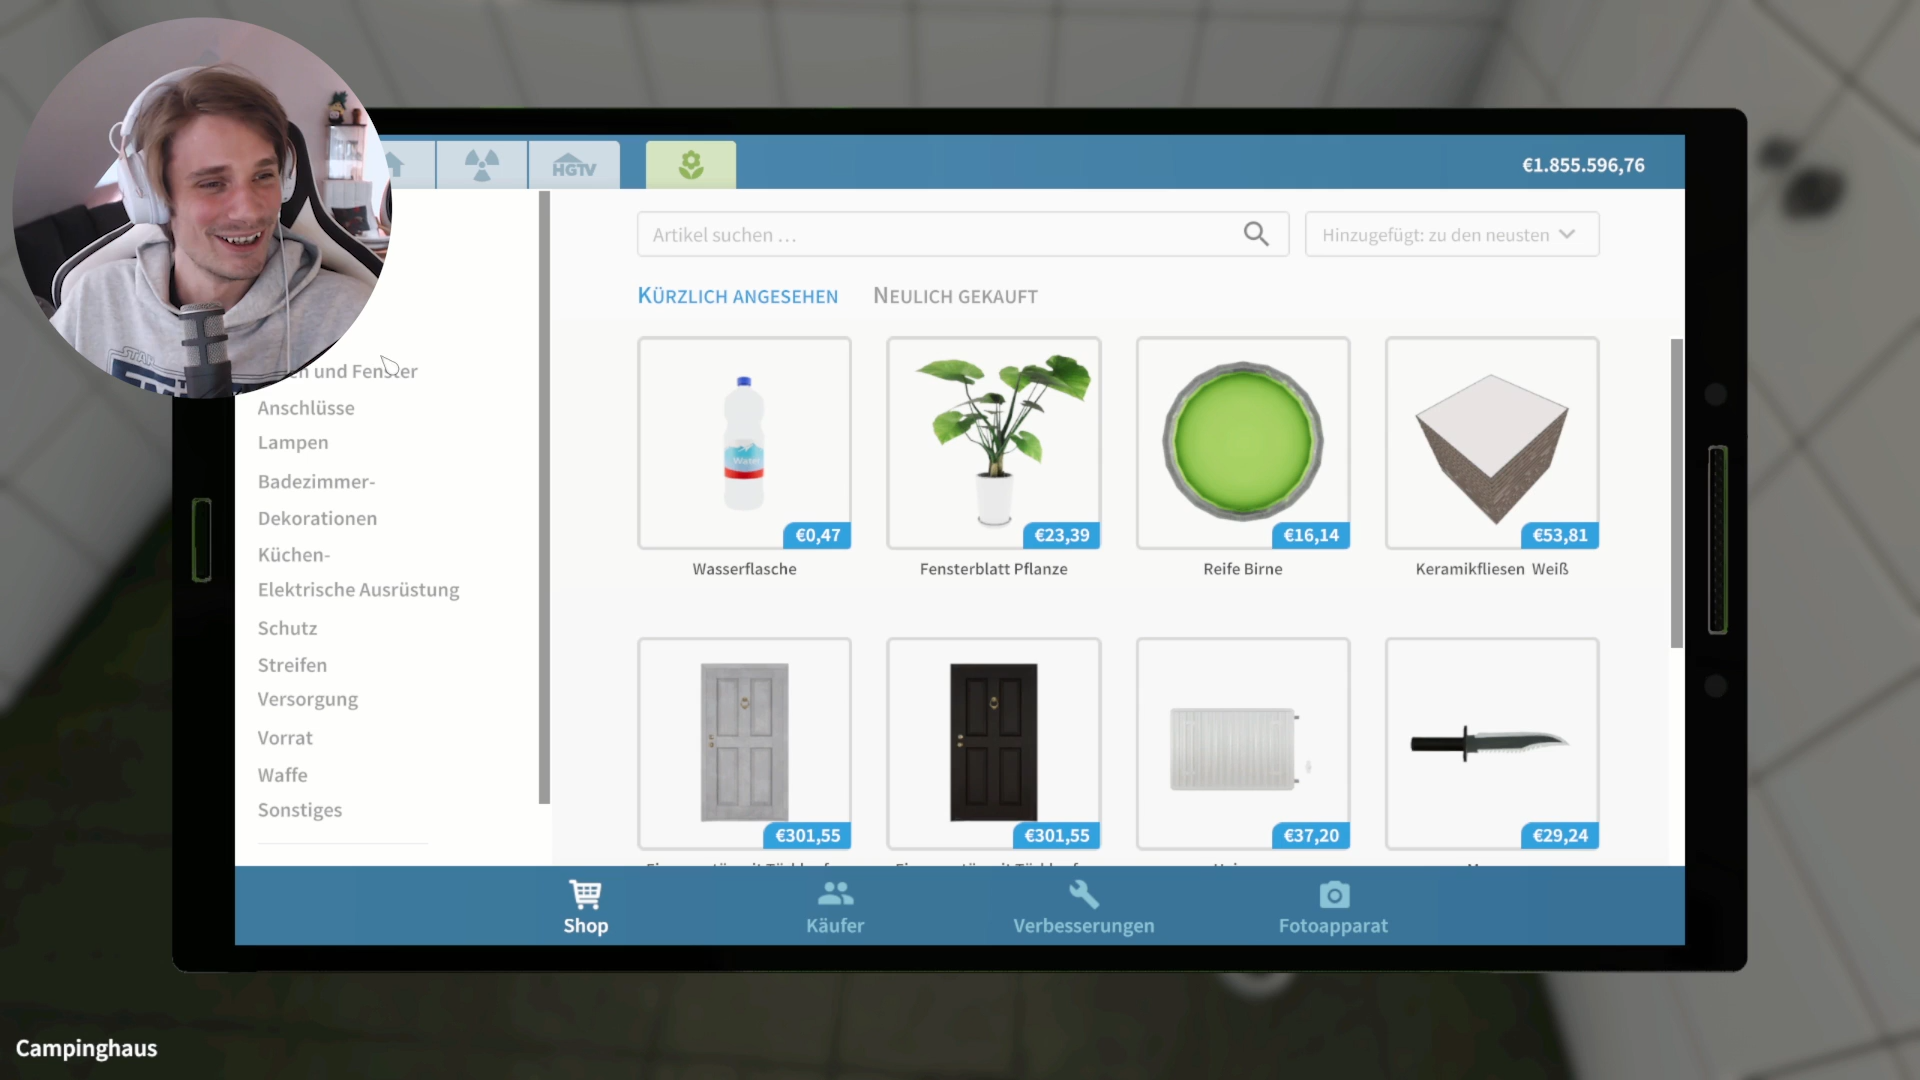 HGTV
€1.855.596,76
Artikel suchen ...
Hinzugefügt: zu den neusten
KÜRZLICH ANGESEHEN
NEULICH GEKAUFT
und Fenster
Anschlüsse
Lampen
Badezimmer-
Dekorationen
Küchen-
Elektrische Ausrüstung
Schutz
Streifen
Versorgung
Vorrat
Waffe
Sonstiges
Water
€0,47
€23,39
€16,14
€53,81
Wasserflasche
Fensterblatt Pflanze
Reife Birne
Keramikfliesen Weiß
€301,55
€301,55
€37,20
€29,24
Shop
Käufer
Verbesserungen
Fotoapparat
Campinghaus